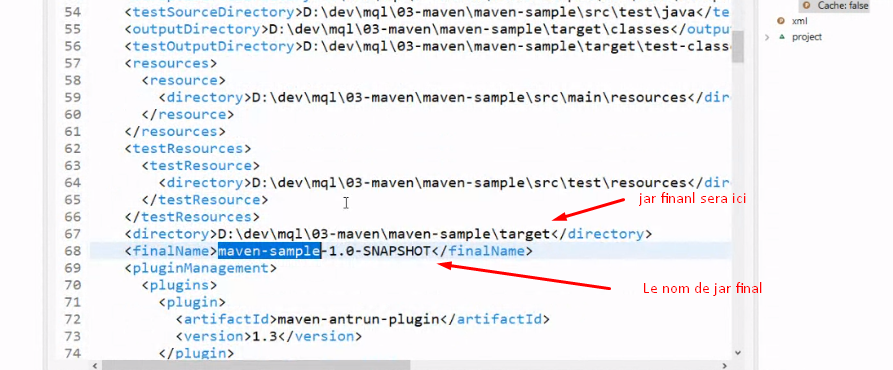 Cache: false
xml
project
54 <testSourceDirectory>D:\dev\mql\03-maven\maven-sample\src\test\java</te
55 <outputDirectory>D:\dev\mql\03-maven\maven-sample\target\classes</outpu
56 <testOutputDirectory>D:\dev\mql\03-maven\maven-sample\target\test-classe
57 <resources>
58 <resource>
59 <directory>D:\dev\mql\03-maven\maven-sample\src\main\resources</dir
60 </resource>
61 </resources>
62 <testResources>
63 <testResource>
64 <directory>D:\dev\mql\03-maven\maven-sample\src\test\resources</dir
65 </testResource>
jar finanl sera ici
66 </testResources>
67 <directory>D:\dev\mql\03-maven\maven-sample\target</directory>
68 <finalName>maven-sample-1.0-SNAPSHOT</finalName>
69 <pluginManagement>
70 <plugins>
Le nom de jar final
71 <plugin>
72 <artifactId>maven-antrun-plugin</artifactId>
73 <version>1.3</version>
74 </plugin>